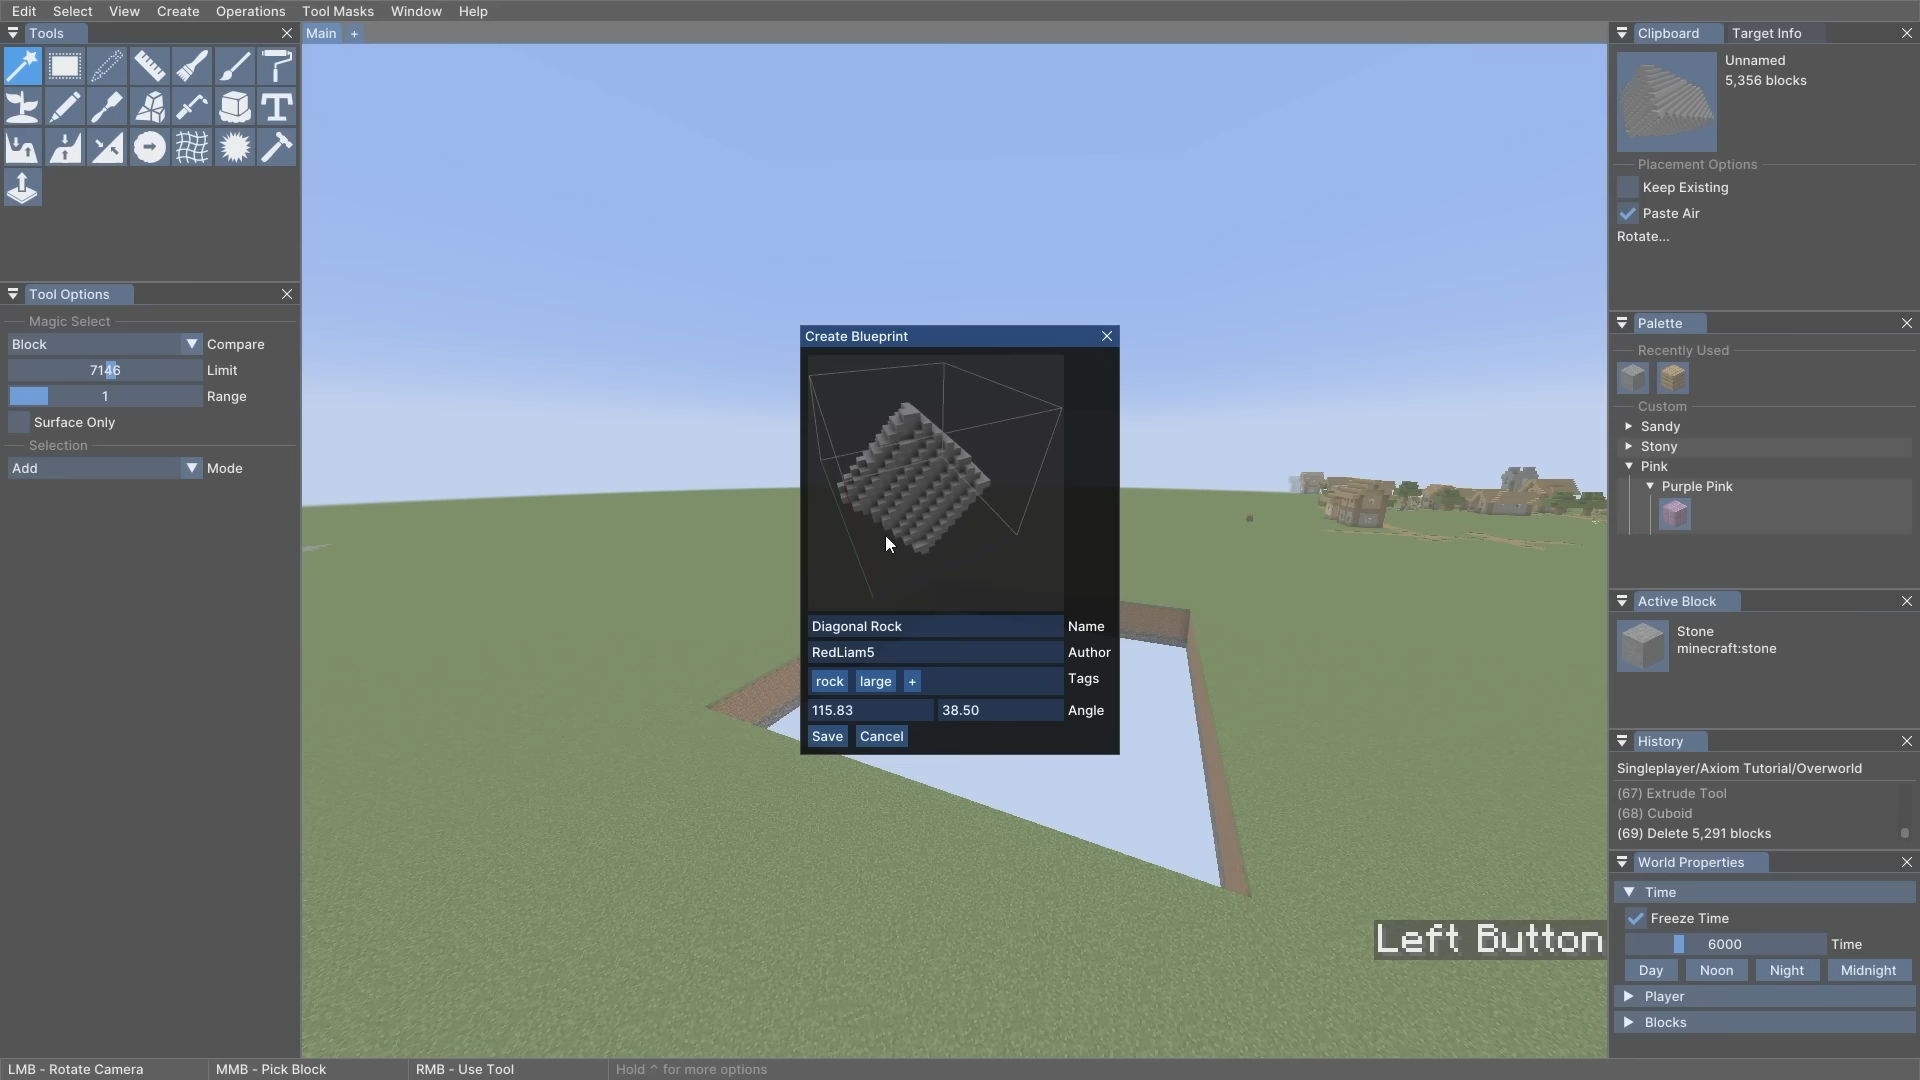 Edit Select View Create Operations Tool Masks Window Help
Tools
Tool Options
Magic Select
Block Compare
7146 Limit
1 Range
Surface Only
Selection
Add Mode
Main +
Create Blueprint
Diagonal Rock Name
RedLiam5 Author
rock large + Tags
115.83 38.50 Angle
Save Cancel
Left Button
Clipboard Target Info
Unnamed
5,356 blocks
Placement Options
Keep Existing
Paste Air
Rotate...
Palette
Recently Used
Custom
Sandy
Stony
Pink
Purple Pink
Active Block
Stone
minecraft:stone
History
Singleplayer/Axiom Tutorial/Overworld
(67) Extrude Tool
(68) Cuboid
(69) Delete 5,291 blocks
World Properties
Time
Freeze Time
6000 Time
Day Noon Night Midnight
Player
Blocks
LMB - Rotate Camera MMB - Pick Block RMB - Use Tool Hold ^ for more options